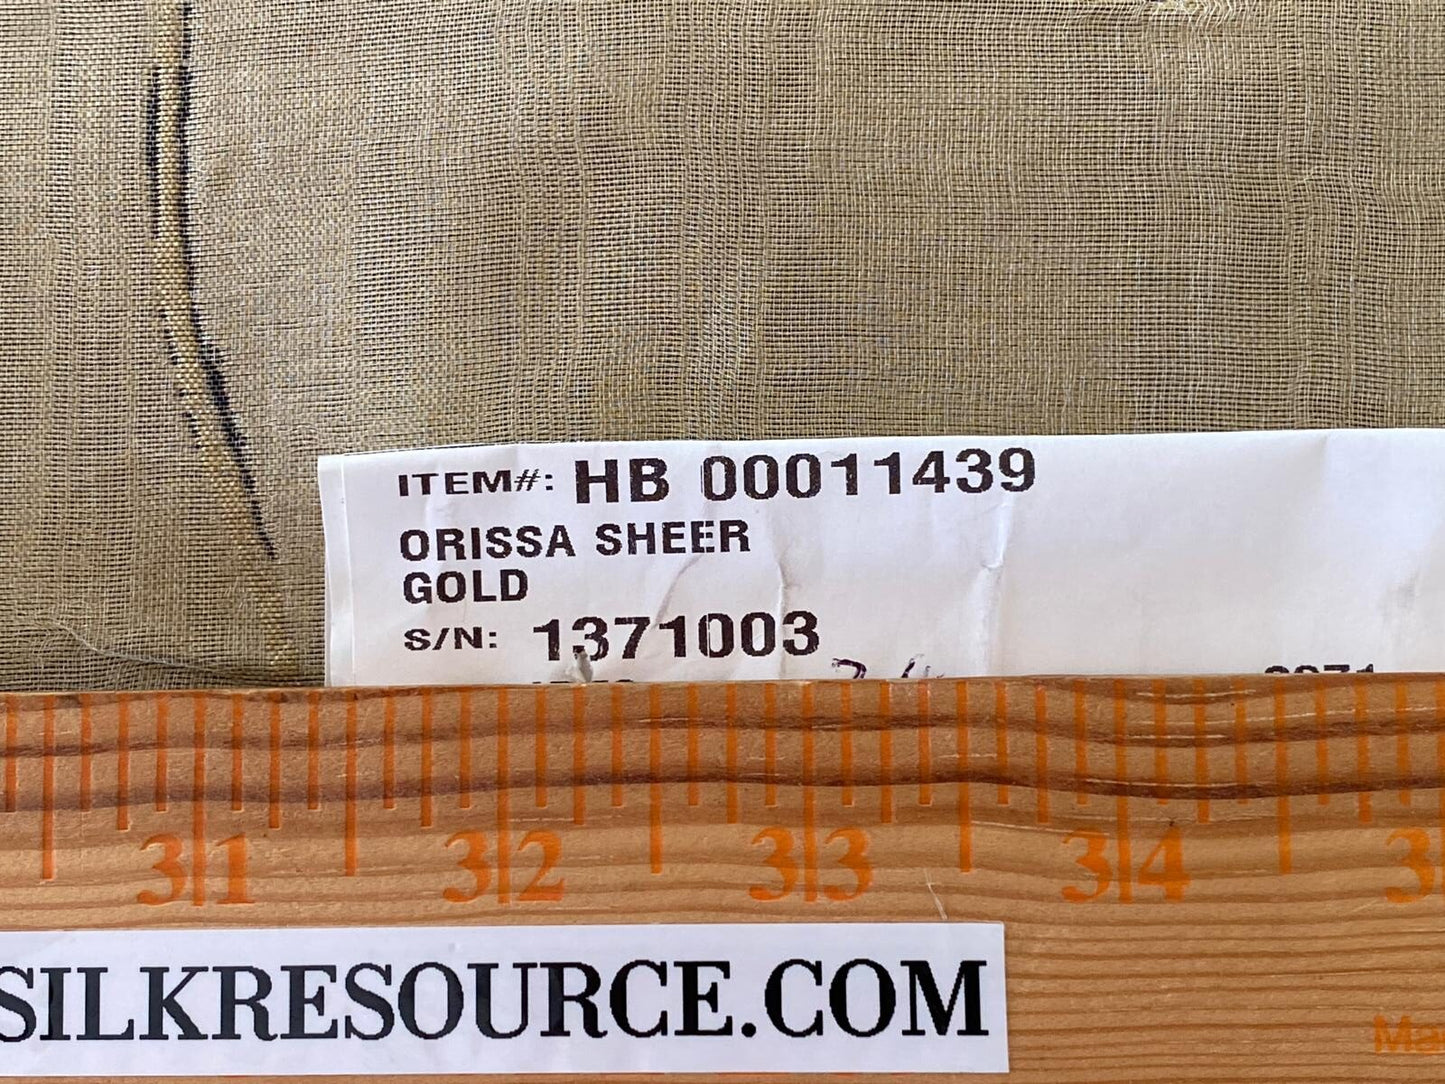 ITEM#: HB 00011439
ORISSA SHEER
GOLD
S/N: 1371003
31 32 33 34
SILKRESOURCE.COM